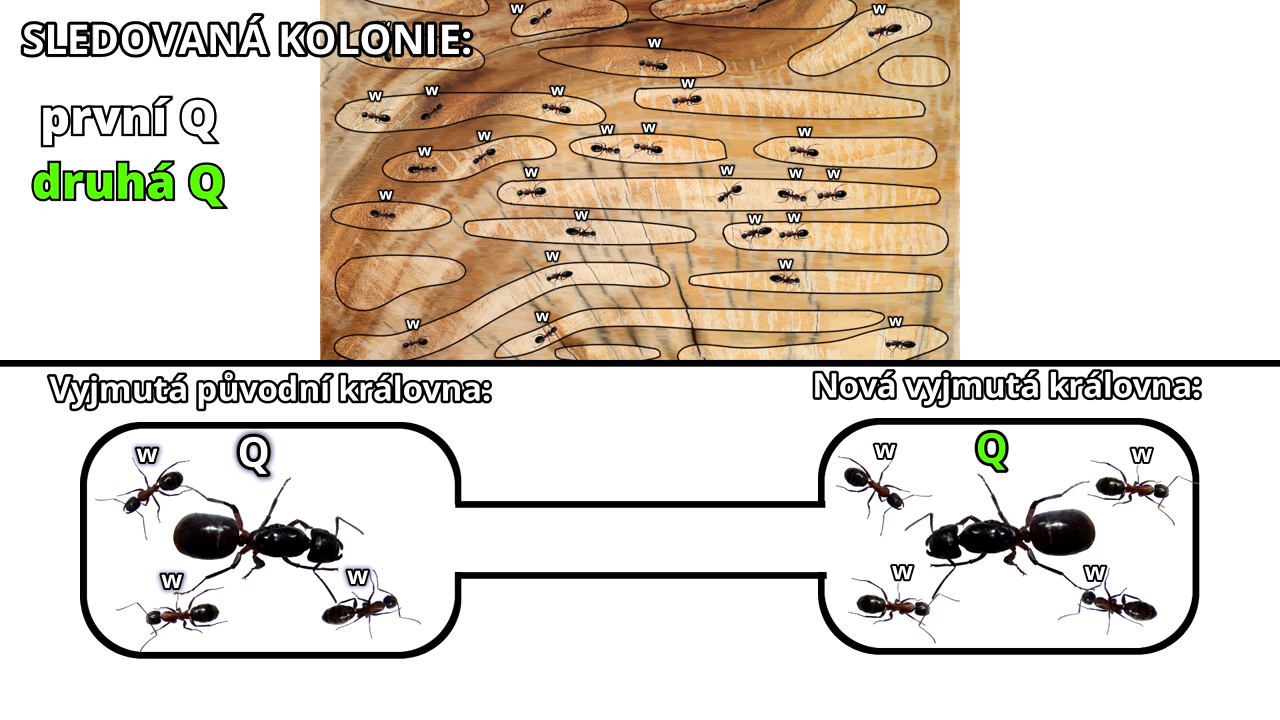 SLEDOVANÁ KOLONIE:
první Q
druhá Q
w w
w
w
w w w
w w w
w w
w w w w
w
w w w
w w
w w w
Vyjmutá původní královna:
Q
w
w w
Nová vyjmutá královna:
Q
w w
w w